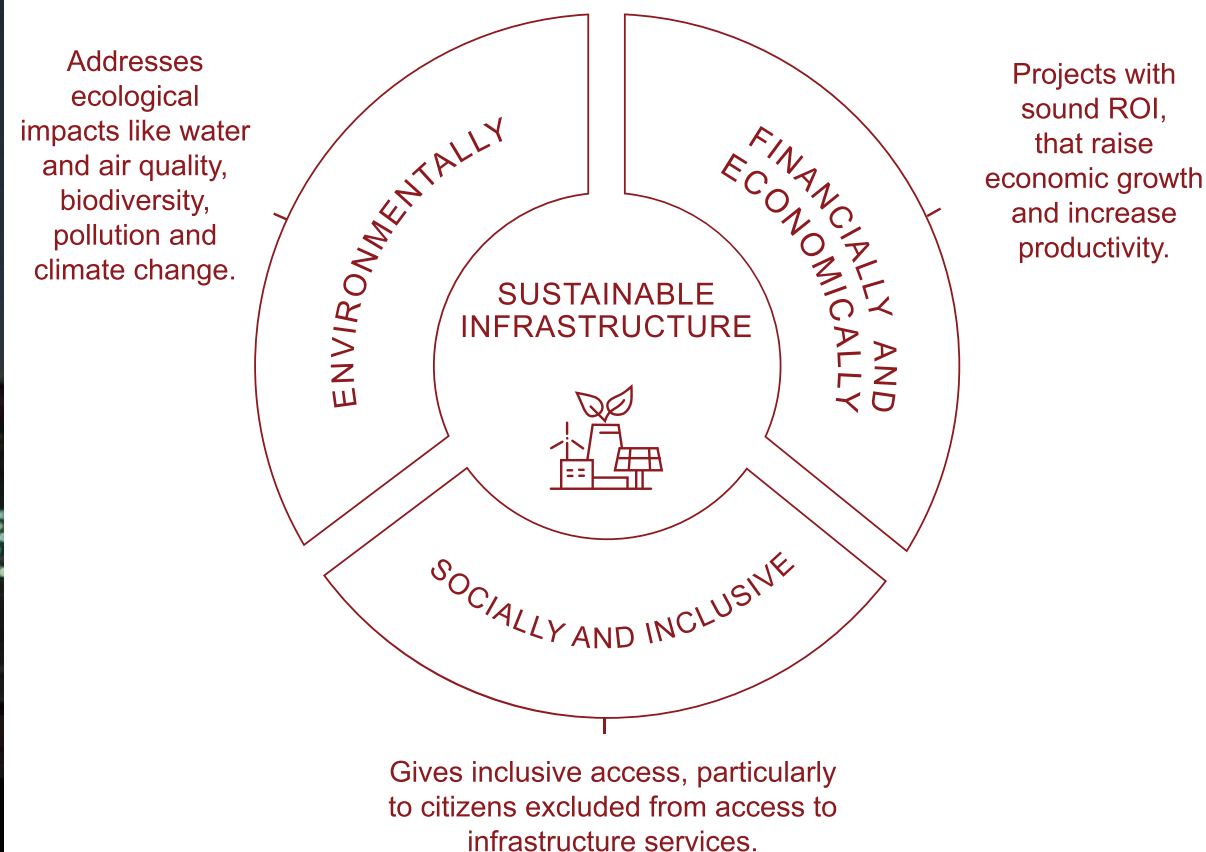 Addresses
ecological
impacts like water
and air quality,
biodiversity,
pollution and
climate change.
ENVIRONMENTALLY
FINANCIALLY AND
ECONOMICALLY
Projects with
sound ROI,
that raise
economic growth
and increase
productivity.
SUSTAINABLE
INFRASTRUCTURE
SOCIALLY AND INCLUSIVE
Gives inclusive access, particularly
to citizens excluded from access to
infrastructure services.